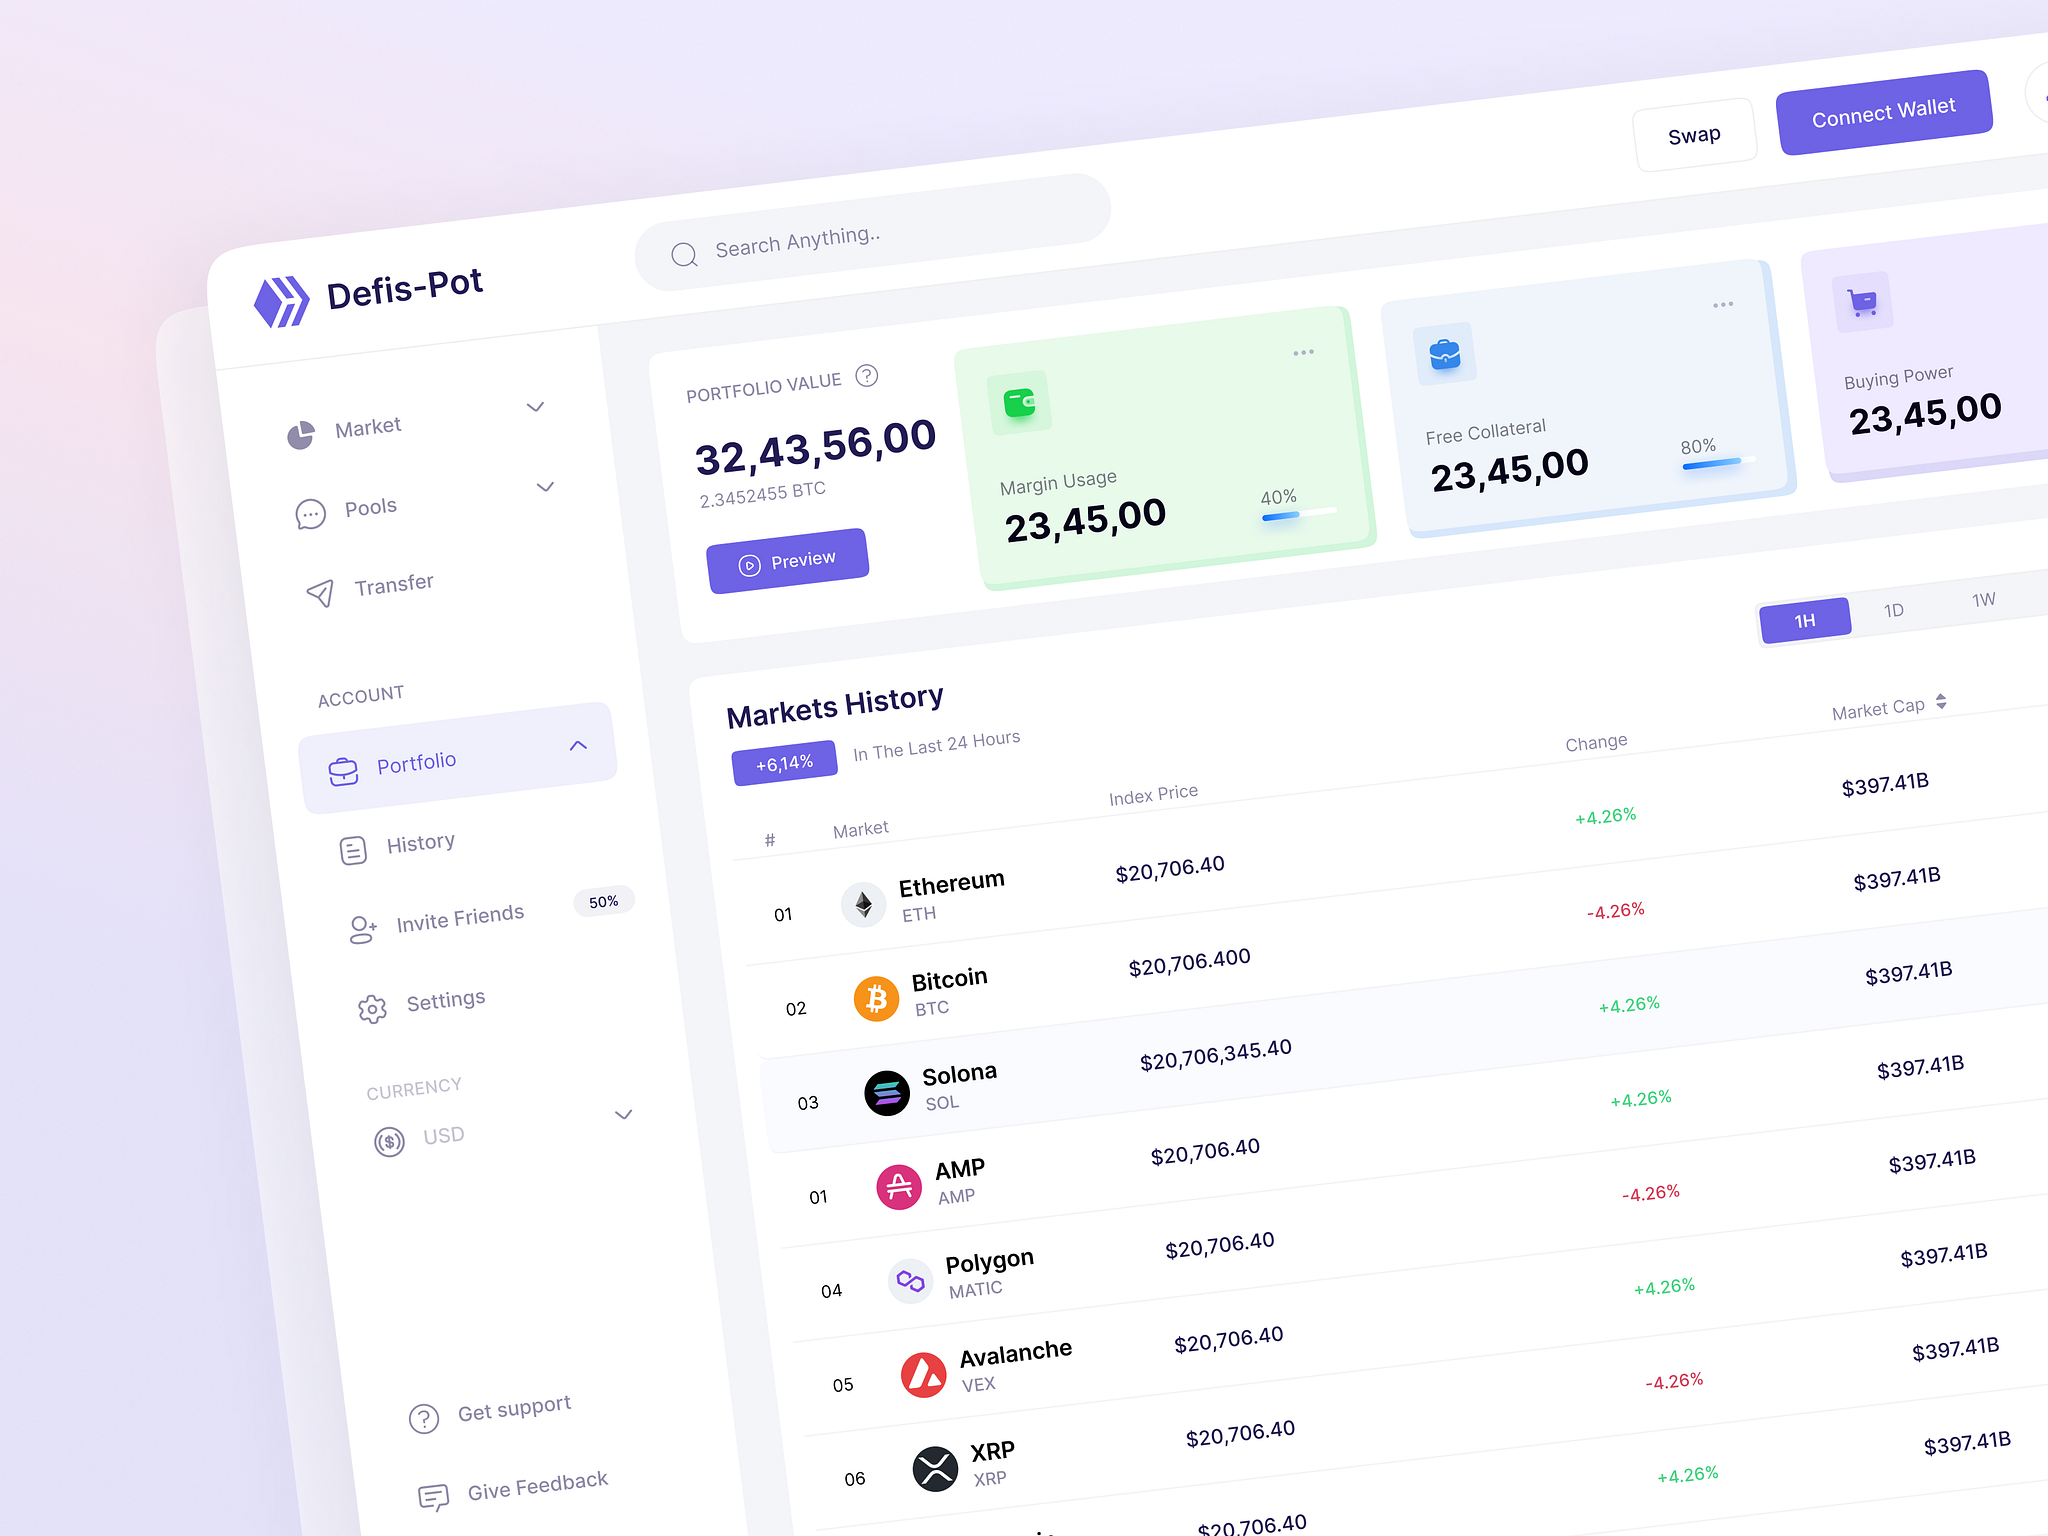 Defis-Pot
Search Anything..
Swap
Connect Wallet
Market
Pools
Transfer
ACCOUNT
Portfolio
History
Invite Friends
50%
Settings
CURRENCY
USD
Get support
Give Feedback
PORTFOLIO VALUE
32,43,56,00
2.3452455 BTC
Preview
Margin Usage
23,45,00
40%
Free Collateral
23,45,00
80%
Buying Power
23,45,00
Markets History
+6,14%
In The Last 24 Hours
1H
1D
1W
# Market Index Price Change Market Cap
01 Ethereum $20,706.40 +4.26% $397.41B
ETH
02 Bitcoin $20,706.400 -4.26% $397.41B
BTC
03 Solona $20,706,345.40 +4.26% $397.41B
SOL
01 AMP $20,706.40 +4.26% $397.41B
AMP
04 Polygon $20,706.40 -4.26% $397.41B
MATIC
05 Avalanche $20,706.40 +4.26% $397.41B
VEX
06 XRP $20,706.40 -4.26% $397.41B
XRP
$20,706.40 +4.26% $397.41B